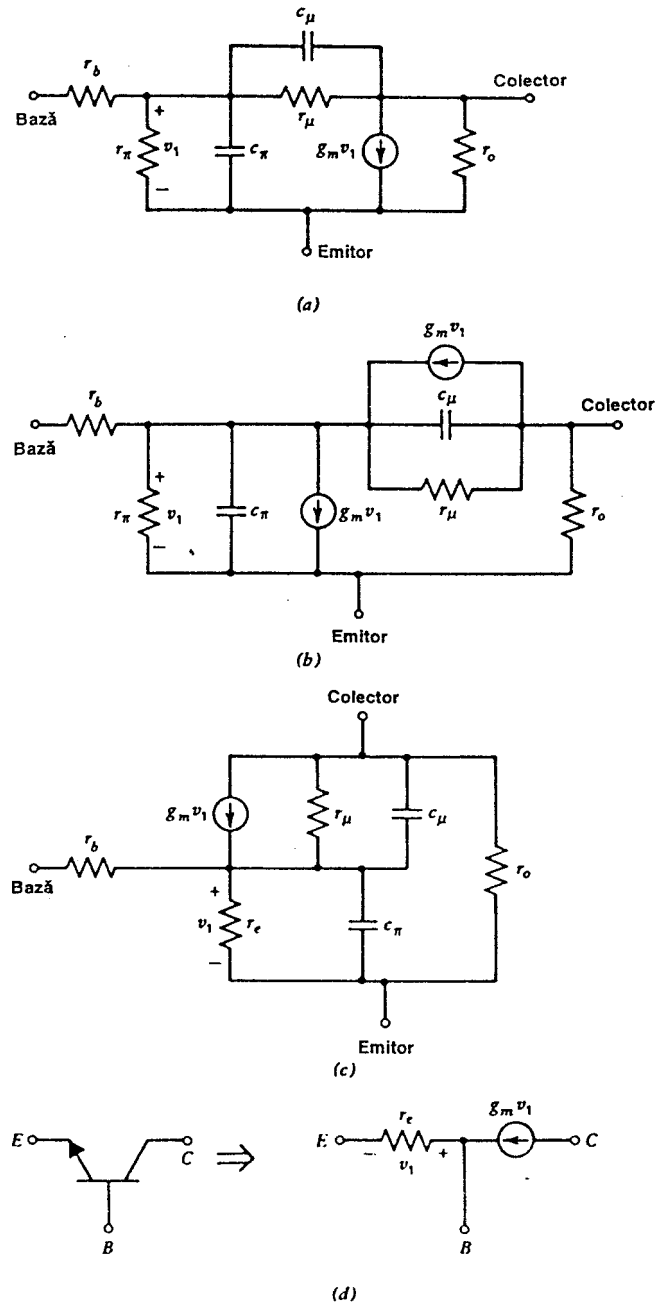 c_μ
r_b
Colector
Bază
r_π
+
v_1
−
c_π
r_μ
g_m v_1
r_o
Emitor
(a)
g_m v_1
r_b
c_μ
Colector
Bază
r_π
+
v_1
−
c_π
g_m v_1
r_μ
r_o
Emitor
(b)
Colector
g_m v_1
r_μ
c_μ
r_b
Bază
r_o
+
v_1
r_e
−
c_π
Emitor
(c)
E
C
⇒
B
E
r_e
−
v_1
+
g_m v_1
C
B
(d)